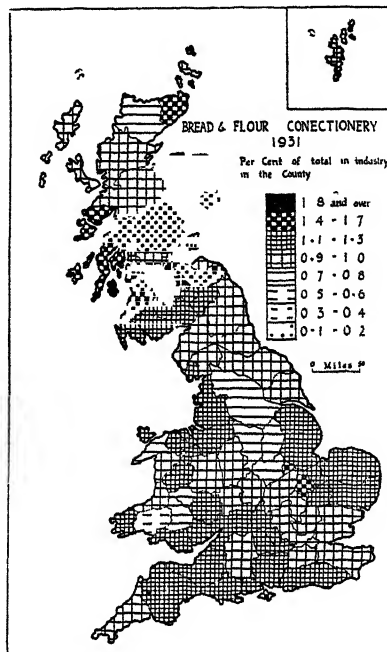 BREAD & FLOUR CONECTIONERY
1931
Per Cent of total in industry
in the County
1 8 and over
1 4 - 1 7
1·1 - 1·3
0·9 - 1 0
0 7 - 0 8
0 5 - 0·6
0 3 - 0 4
0·1 - 0 2
0 Miles 50